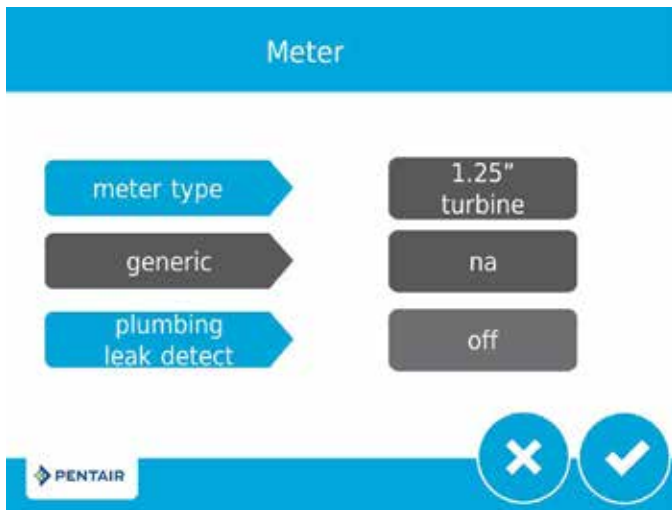 Meter
meter type
1.25"
turbine
generic
na
plumbing
leak detect
off
PENTAIR